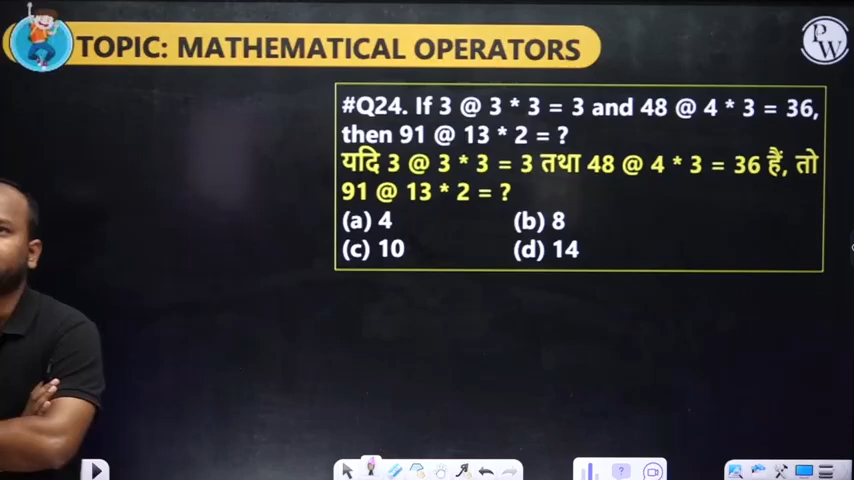 TOPIC: MATHEMATICAL OPERATORS
PW
#Q24. If 3 @ 3 * 3 = 3 and 48 @ 4 * 3 = 36,
then 91 @ 13 * 2 = ?
यदि 3 @ 3 * 3 = 3 तथा 48 @ 4 * 3 = 36 हैं, तो
91 @ 13 * 2 = ?
(a) 4 (b) 8
(c) 10 (d) 14